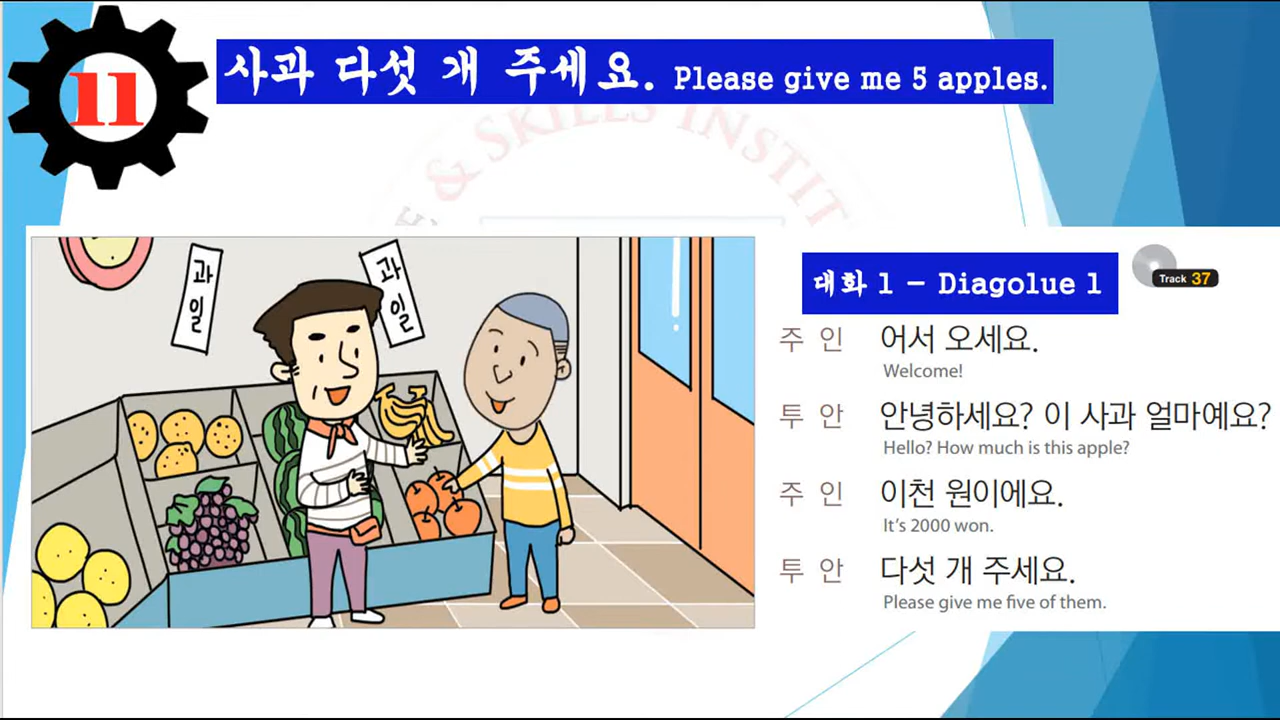 11
사과 다섯 개 주세요. Please give me 5 apples.
& SKILLS INSTIT
과일
과일
대화 1 - Diagolue 1
Track 37
주 인 어서 오세요.
Welcome!
투 안 안녕하세요? 이 사과 얼마예요?
Hello? How much is this apple?
주 인 이천 원이에요.
It's 2000 won.
투 안 다섯 개 주세요.
Please give me five of them.